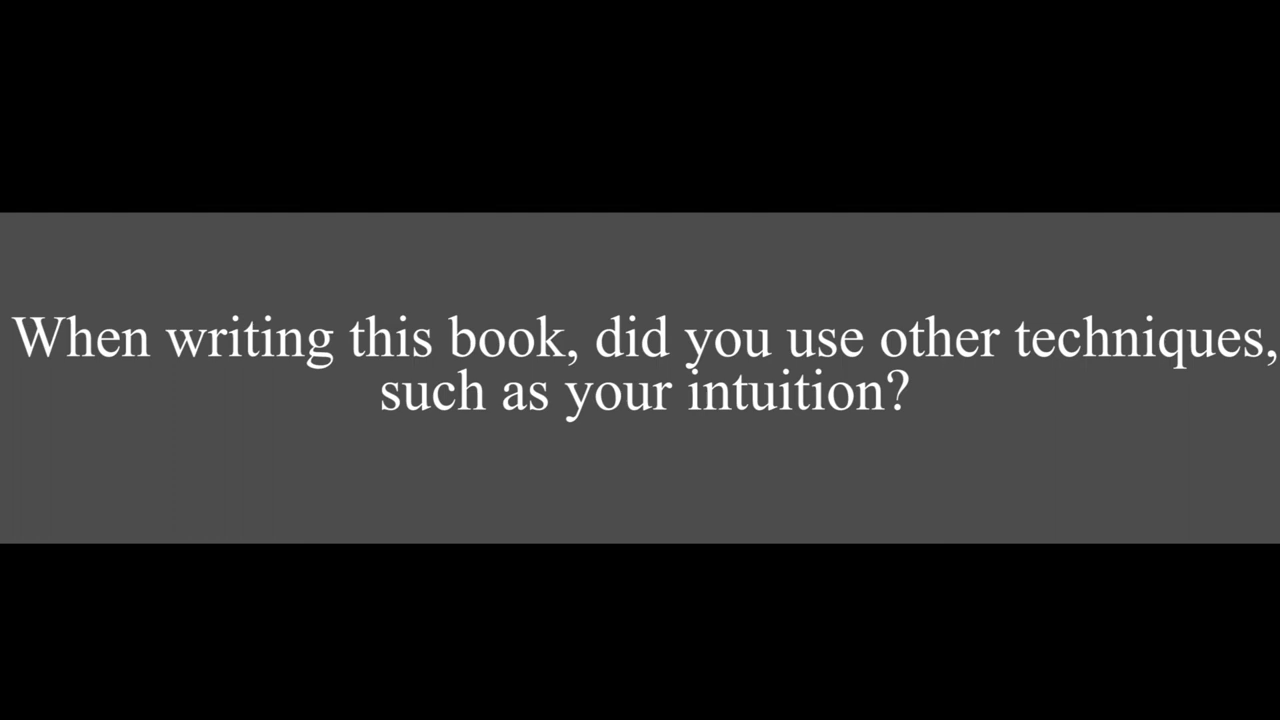 When writing this book, did you use other techniques,
such as your intuition?